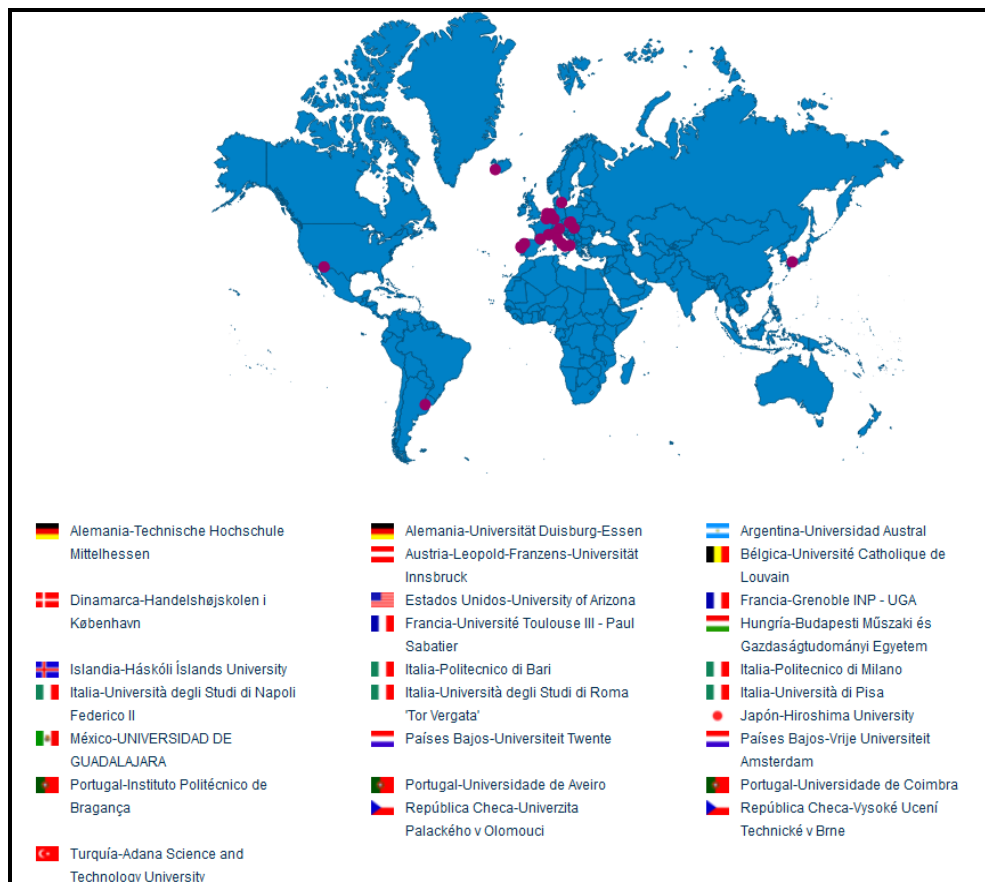 Alemania-Technische Hochschule
Mittelhessen
Alemania-Universität Duisburg-Essen
Argentina-Universidad Austral
Austria-Leopold-Franzens-Universität
Innsbruck
Bélgica-Université Catholique de
Louvain
Dinamarca-Handelshøjskolen i
København
Estados Unidos-University of Arizona
Francia-Grenoble INP - UGA
Francia-Université Toulouse III - Paul
Sabatier
Hungría-Budapesti Műszaki és
Gazdaságtudományi Egyetem
Islandia-Háskóli Íslands University
Italia-Politecnico di Bari
Italia-Politecnico di Milano
Italia-Università degli Studi di Napoli
Federico II
Italia-Università degli Studi di Roma
'Tor Vergata'
Italia-Università di Pisa
Japón-Hiroshima University
México-UNIVERSIDAD DE
GUADALAJARA
Países Bajos-Universiteit Twente
Países Bajos-Vrije Universiteit
Amsterdam
Portugal-Instituto Politécnico de
Bragança
Portugal-Universidade de Aveiro
Portugal-Universidade de Coimbra
República Checa-Univerzita
Palackého v Olomouci
República Checa-Vysoké Ucení
Technické v Brne
Turquía-Adana Science and
Technology University